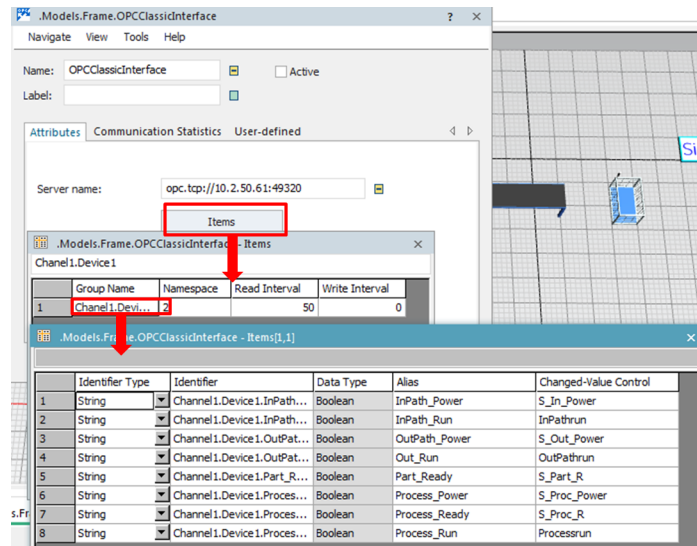 .Models.Frame.OPCClassicInterface ? ×
Navigate View Tools Help
Name: OPCClassicInterface Active
Label:
Attributes Communication Statistics User-defined
Server name: opc.tcp://10.2.50.61:49320
Items
.Models.Frame.OPCClassicInterfac - Items ×
Chanel1.Device1
Group Name Namespace Read Interval Write Interval
1 Chanel1.Devi... 2 50 0
.Models.Frame.OPCClassicInterface - Items[1,1] ×
Identifier Type Identifier Data Type Alias Changed-Value Control
1 String Channel1.Device1.InPath... Boolean InPath_Power S_In_Power
2 String Channel1.Device1.InPath... Boolean InPath_Run InPathrun
3 String Channel1.Device1.OutPat... Boolean OutPath_Power S_Out_Power
4 String Channel1.Device1.OutPat... Boolean Out_Run OutPathrun
5 String Channel1.Device1.Part_R... Boolean Part_Ready S_Part_R
6 String Channel1.Device1.Proces... Boolean Process_Power S_Proc_Power
7 String Channel1.Device1.Proces... Boolean Process_Ready S_Proc_R
8 String Channel1.Device1.Proces... Boolean Process_Run Processrun
Si
s.Fr